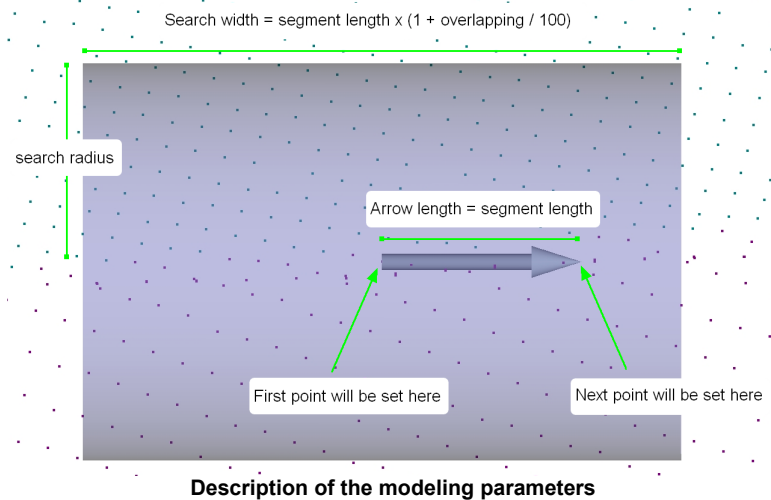 Search width = segment length x (1 + overlapping / 100)
search radius
Arrow length = segment length
First point will be set here
Next point will be set here
Description of the modeling parameters